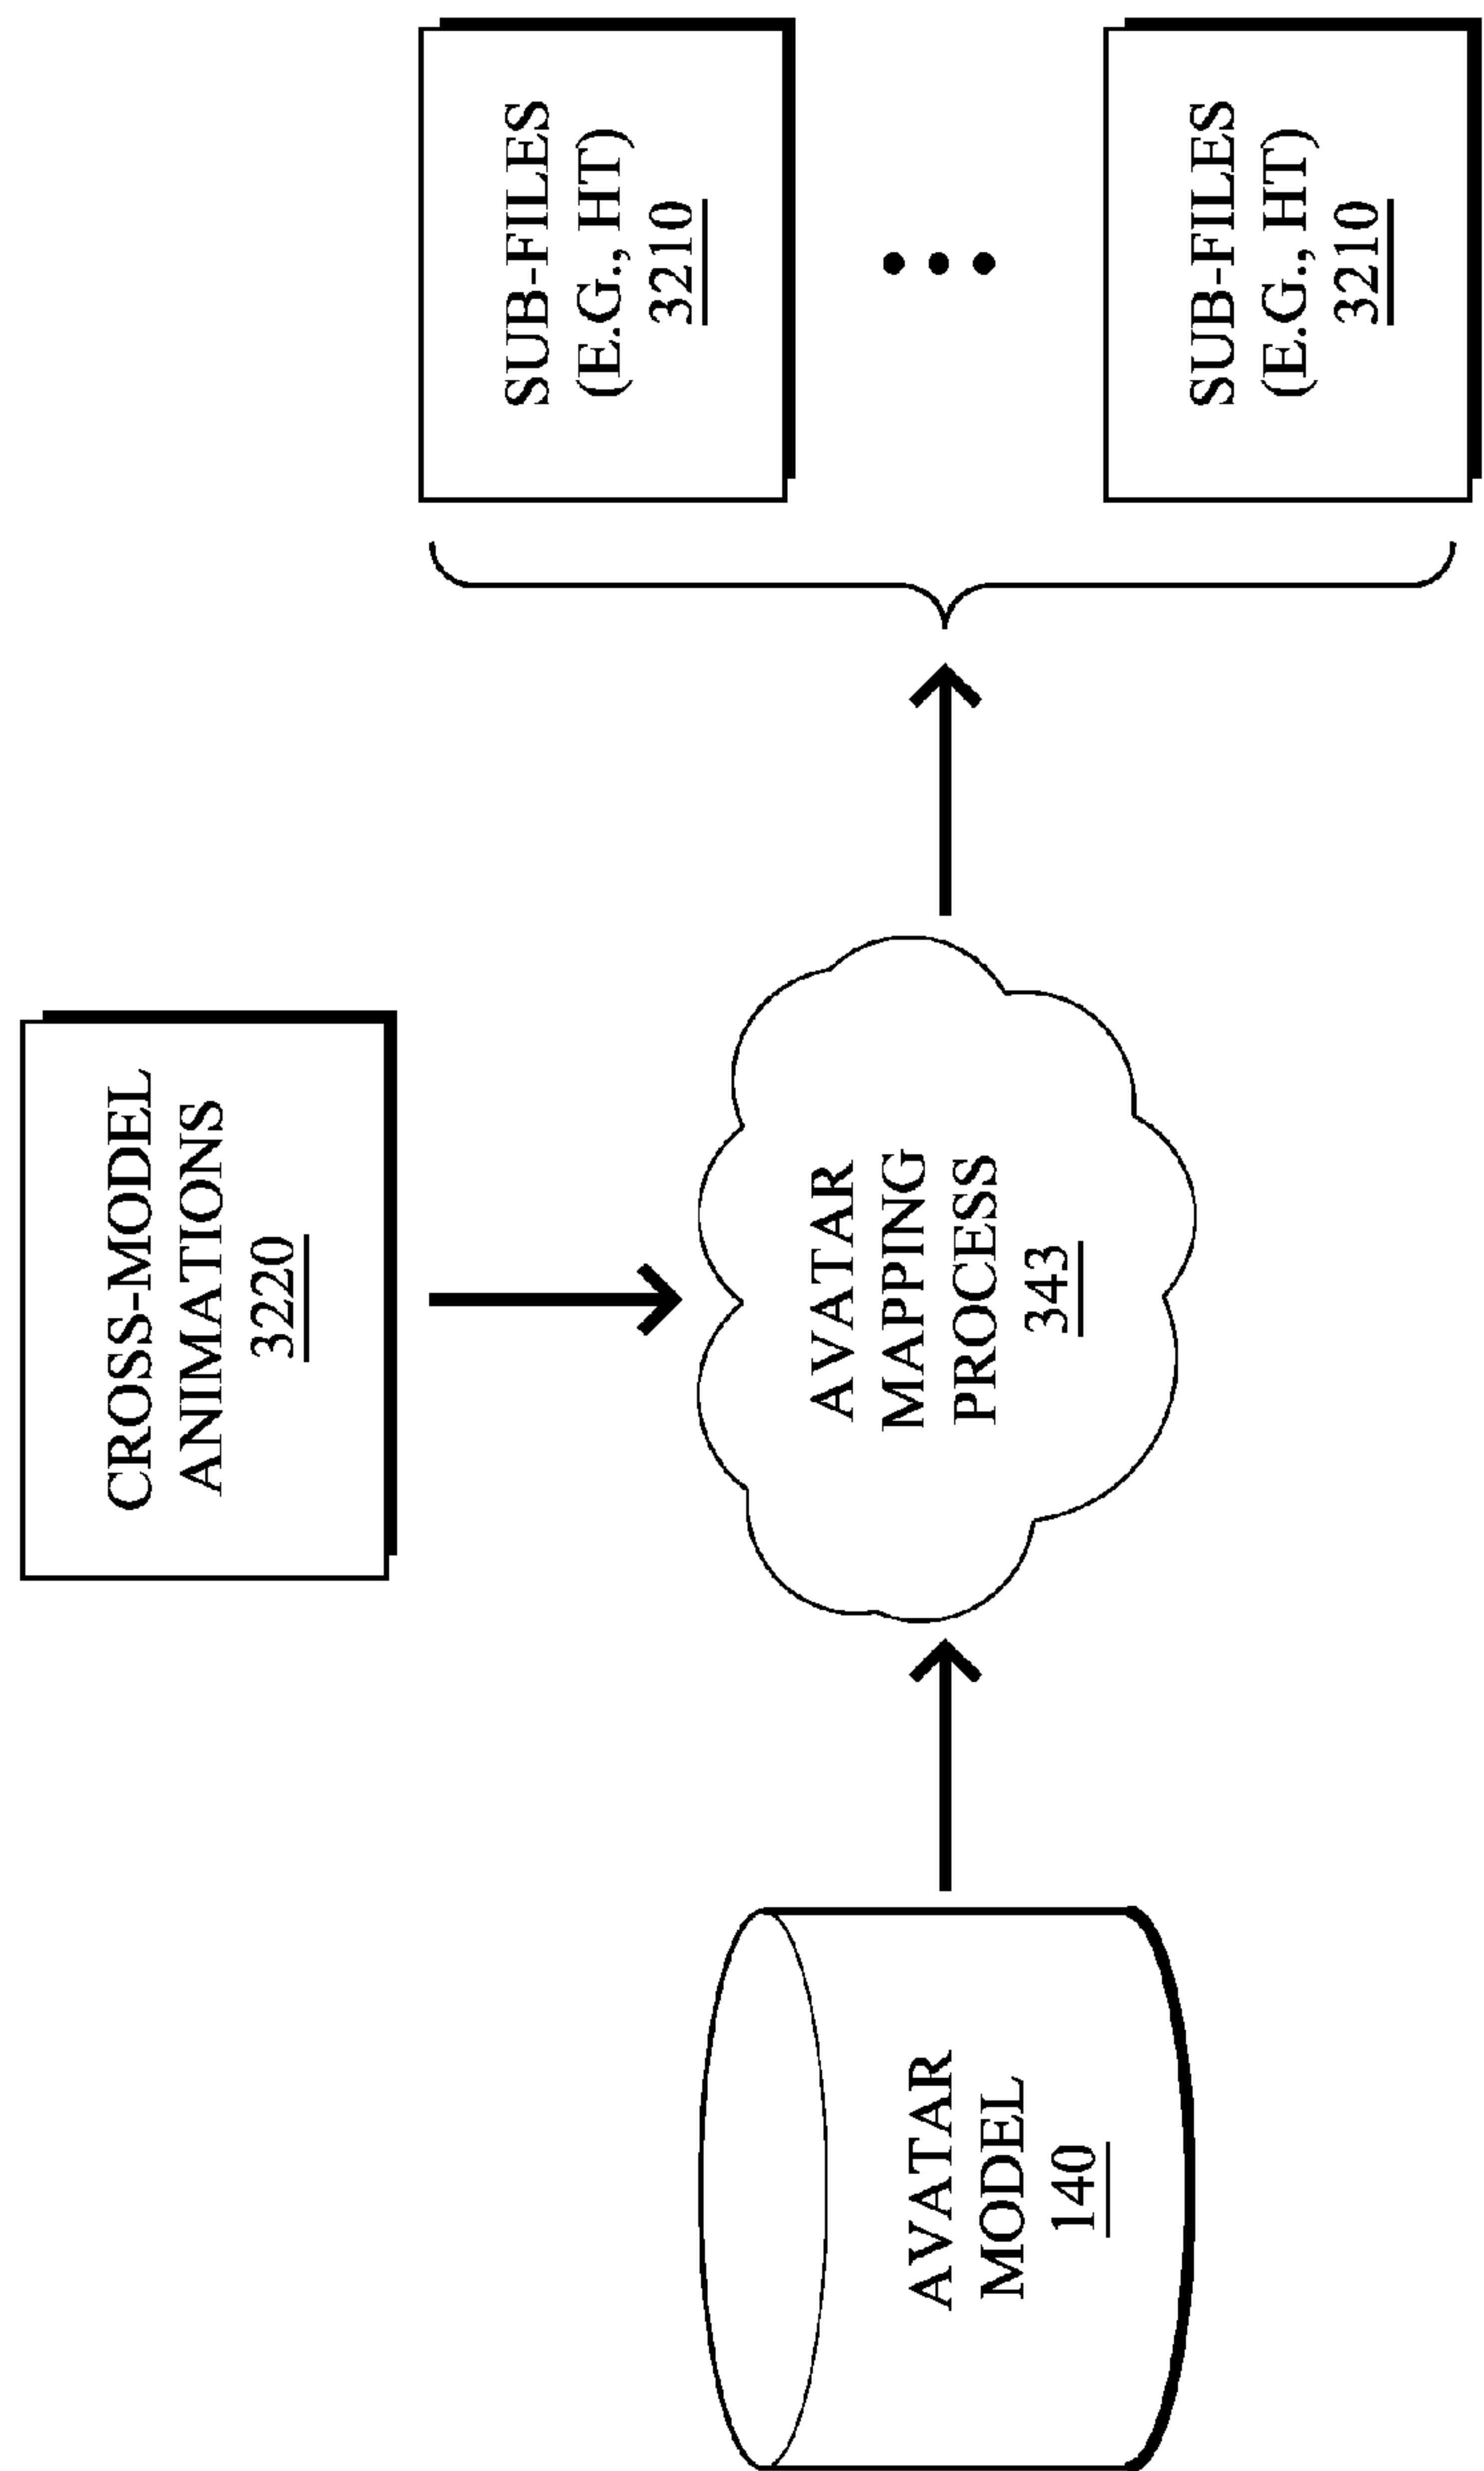 CROSS-MODEL
ANIMATIONS
3220
AVATAR
MODEL
140
AVATAR
MAPPING
PROCESS
343
SUB-FILES
(E.G., HT)
3210
SUB-FILES
(E.G., HT)
3210